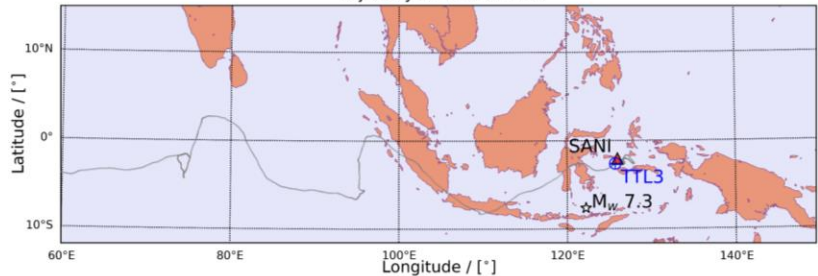 10°N
0°
10°S
Latitude / [°]
SANI
TTL3
M_w 7.3
60°E
80°E
100°E
120°E
140°E
Longitude / [°]